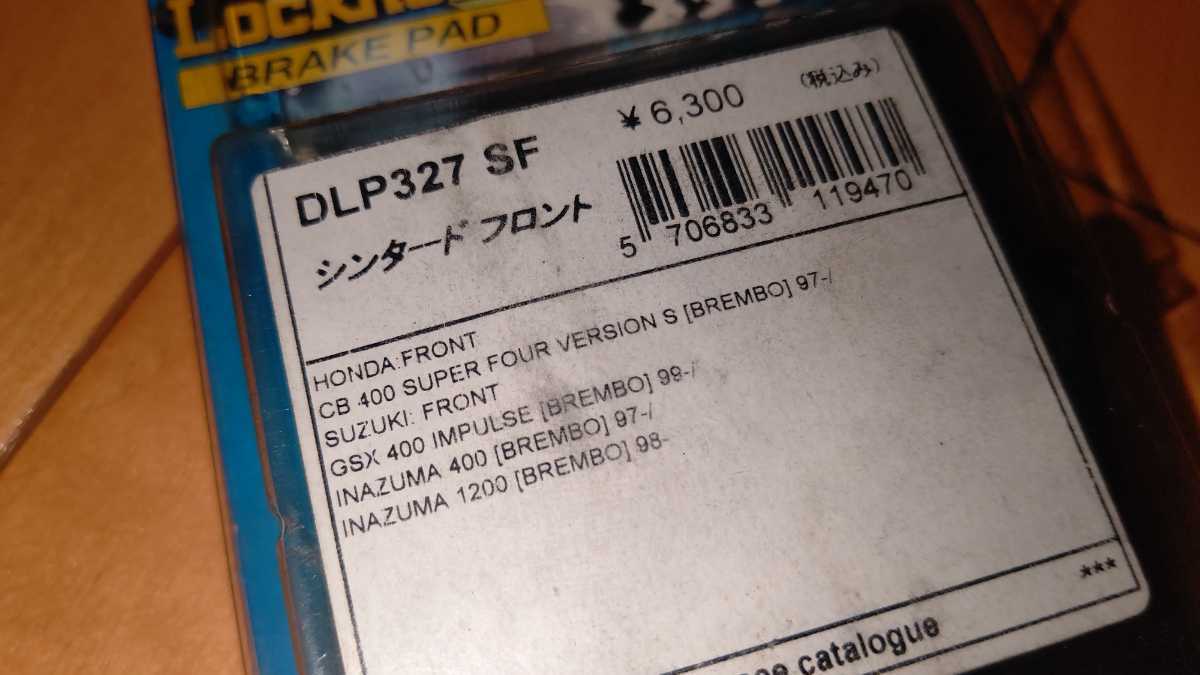 BRAKE PAD
DLP327 SF
¥6,300
(税込み)
シンタード フロント
5 706833 119470
HONDA:FRONT
CB 400 SUPER FOUR VERSION S [BREMBO] 97-/
SUZUKI: FRONT
GSX 400 IMPULSE [BREMBO] 99-/
INAZUMA 400 [BREMBO] 97-/
INAZUMA 1200 [BREMBO] 98-
***
catalogue